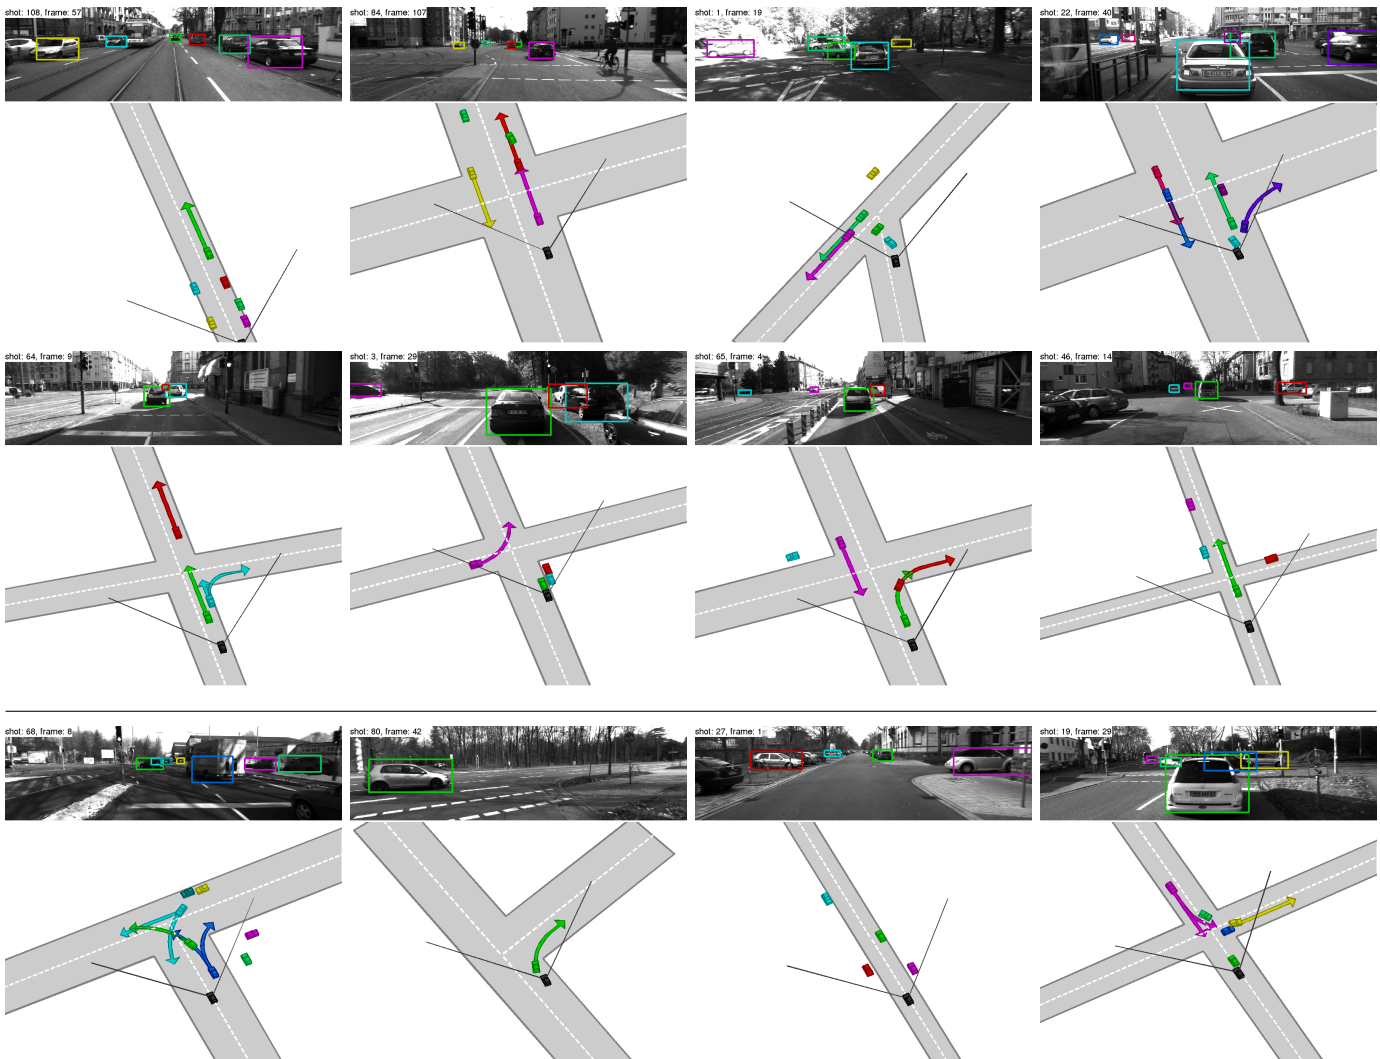 shot: 108, frame: 57
shot: 84, frame: 107
shot: 1, frame: 19
shot: 22, frame: 40
shot: 64, frame: 9
shot: 3, frame: 29
shot: 65, frame: 4
shot: 46, frame: 14
shot: 68, frame: 8
shot: 80, frame: 42
shot: 27, frame: 1
shot: 19, frame: 29